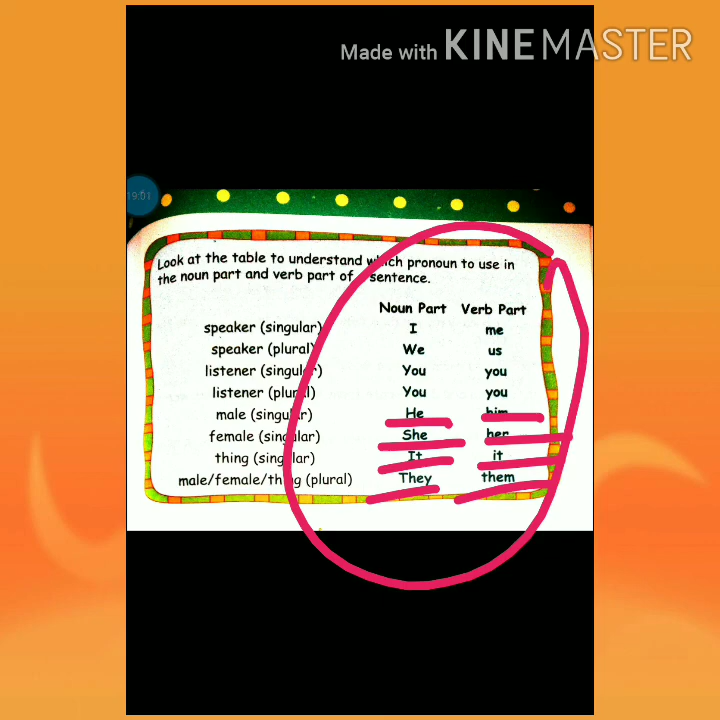 Made with KINEMASTER
19:01
Look at the table to understand which pronoun to use in
the noun part and verb part of a sentence.
Noun Part Verb Part
speaker (singular) I me
speaker (plural) We us
listener (singular) You you
listener (plural) You you
male (singular) He him
female (singular) She her
thing (singular) It it
male/female/thing (plural) They them